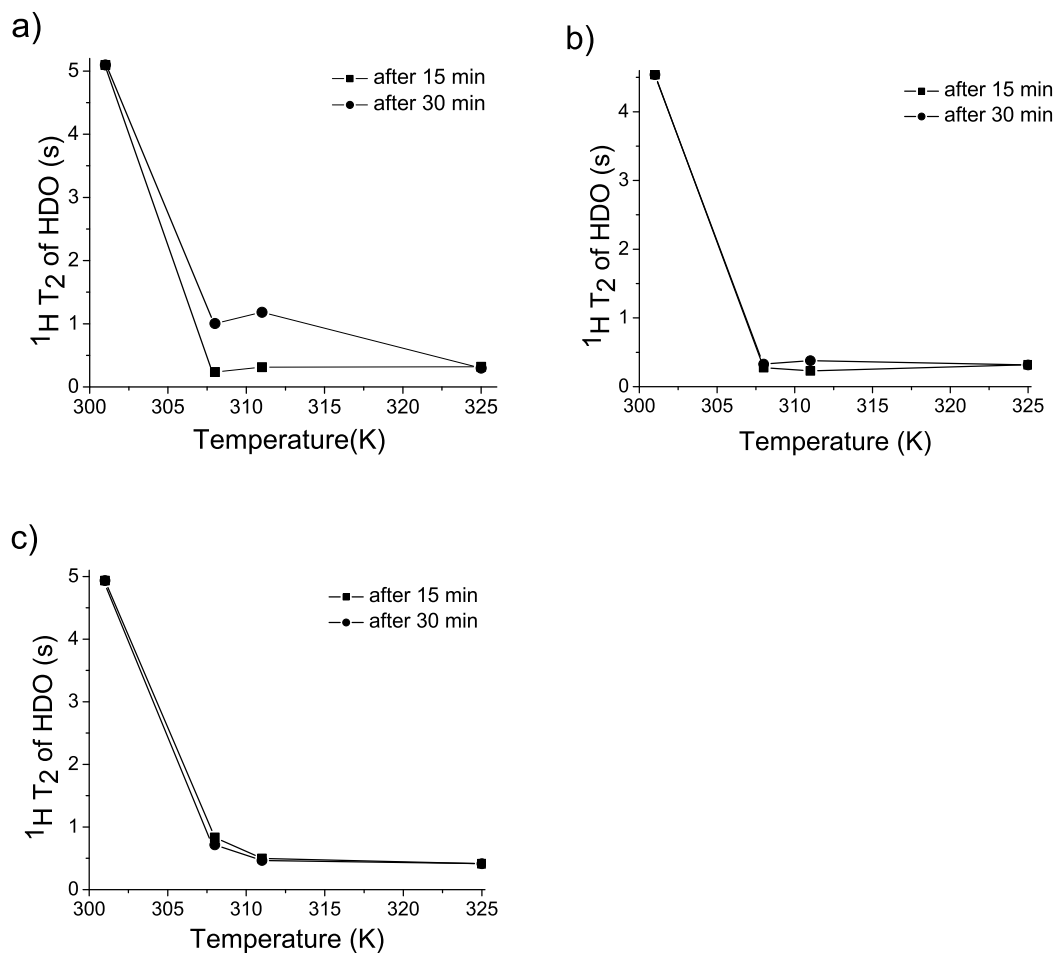 a)
after 15 min
after 30 min
5
4
3
2
1
0
¹H T₂ of HDO (s)
300 305 310 315 320 325
Temperature(K)
b)
after 15 min
after 30 min
4
3
2
1
0
¹H T₂ of HDO (s)
300 305 310 315 320 325
Temperature (K)
c)
after 15 min
after 30 min
5
4
3
2
1
0
¹H T₂ of HDO (s)
300 305 310 315 320 325
Temperature (K)